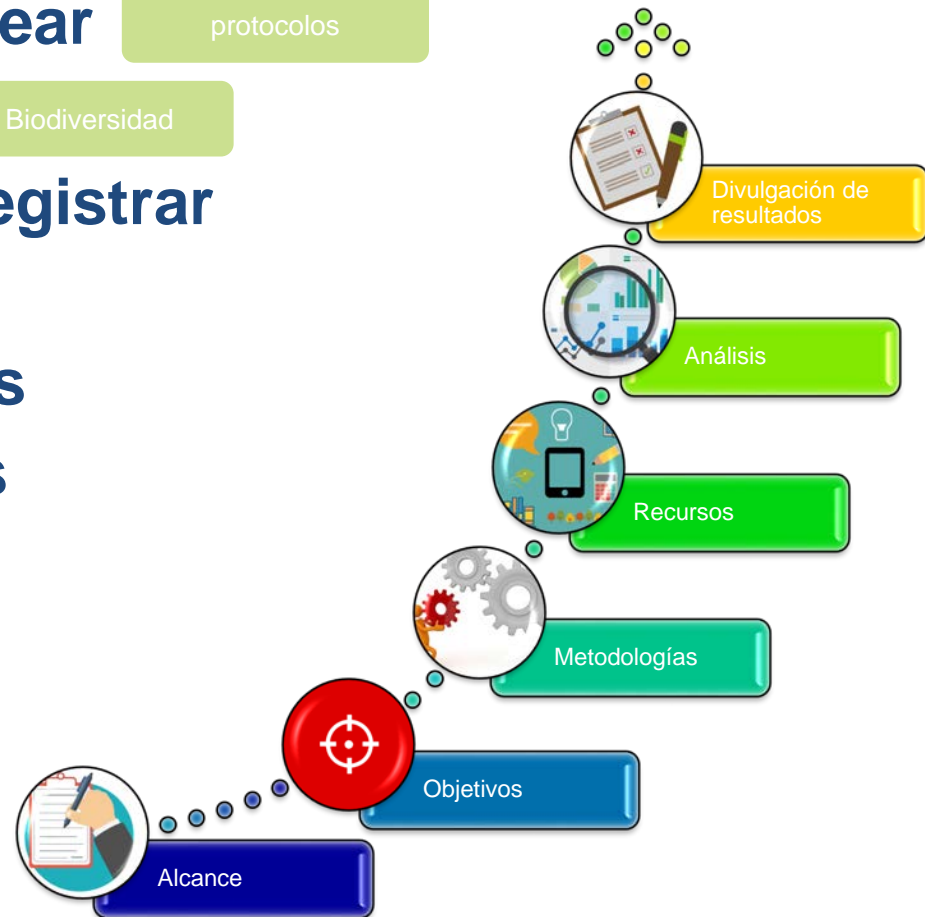 ear
protocolos
Biodiversidad
egistrar
s
s
Divulgación de
resultados
Análisis
Recursos
Metodologías
Objetivos
Alcance